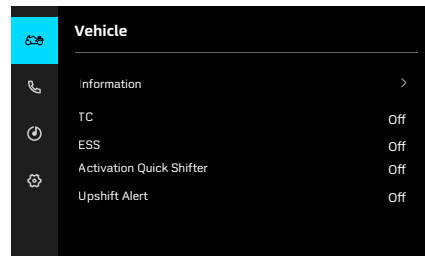 Vehicle
Information
TC Off
ESS Off
Activation Quick Shifter Off
Upshift Alert Off